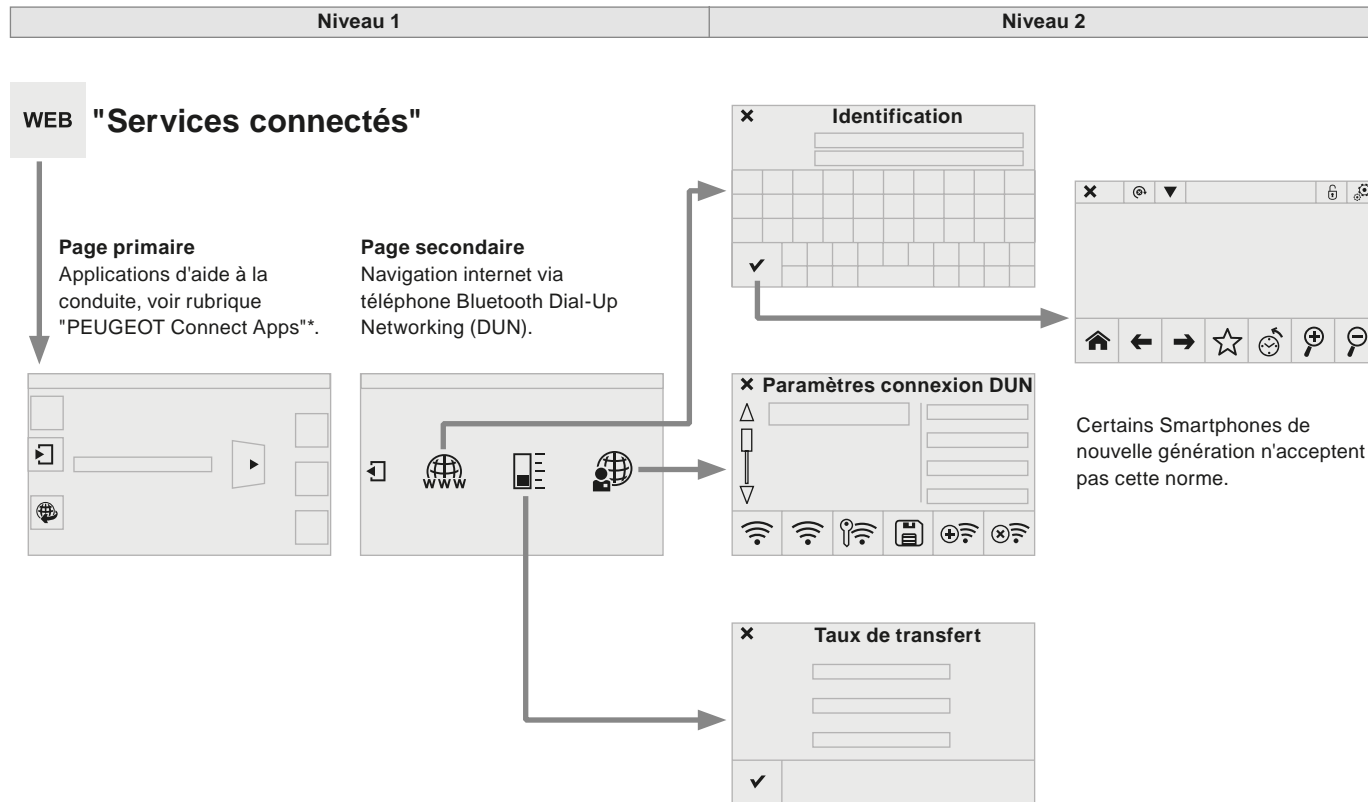 Niveau 1
Niveau 2
WEB "Services connectés"
Page primaire
Applications d'aide à la
conduite, voir rubrique
"PEUGEOT Connect Apps"*.
Page secondaire
Navigation internet via
téléphone Bluetooth Dial-Up
Networking (DUN).
www
Identification
Paramètres connexion DUN
Taux de transfert
Certains Smartphones de
nouvelle génération n'acceptent
pas cette norme.